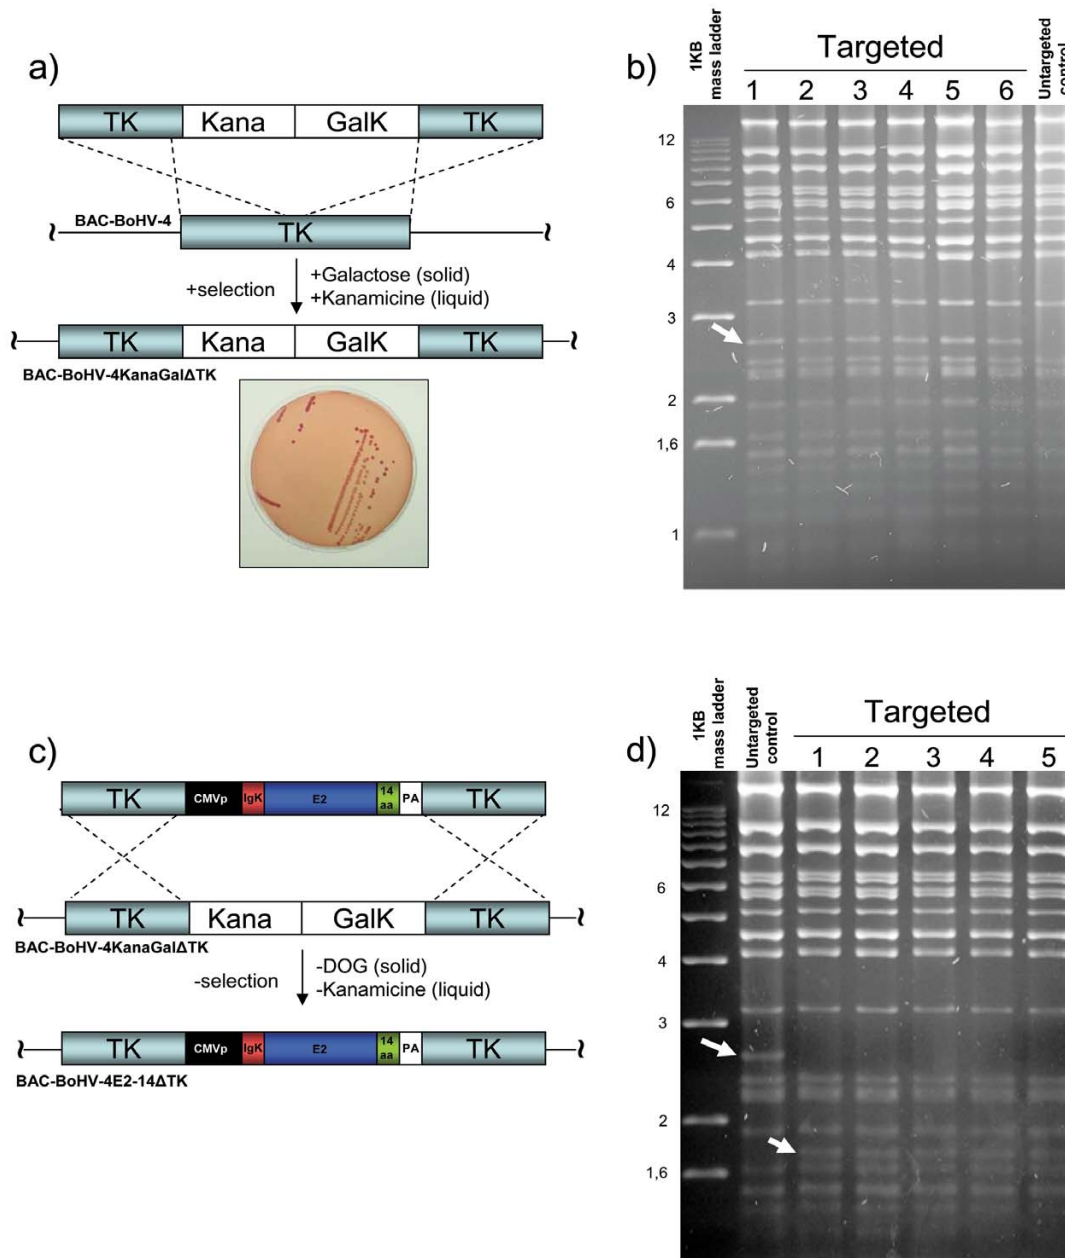 a)
TK Kana GalK TK
BAC-BoHV-4
TK
+selection
+Galactose (solid)
+Kanamicine (liquid)
TK Kana GalK TK
BAC-BoHV-4KanaGalΔTK
b)
1KB
mass ladder
Targeted
1 2 3 4 5 6
Untargeted
control
12
6
4
3
2
1,6
1
c)
TK CMVp IgK E2 14 aa PA TK
TK Kana GalK TK
BAC-BoHV-4KanaGalΔTK
-selection
-DOG (solid)
-Kanamicine (liquid)
TK CMVp IgK E2 14 aa PA TK
BAC-BoHV-4E2-14ΔTK
d)
1KB
mass ladder
Untargeted
control
Targeted
1 2 3 4 5
12
6
4
3
2
1,6